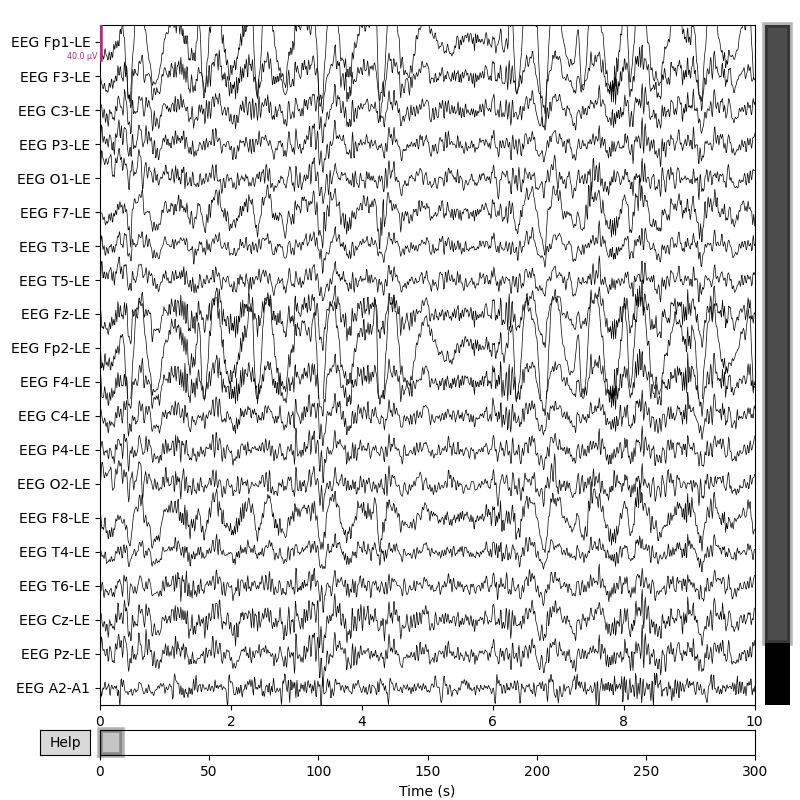 EEG Fp1-LE
40.0 µV
EEG F3-LE
EEG C3-LE
EEG P3-LE
EEG O1-LE
EEG F7-LE
EEG T3-LE
EEG T5-LE
EEG Fz-LE
EEG Fp2-LE
EEG F4-LE
EEG C4-LE
EEG P4-LE
EEG O2-LE
EEG F8-LE
EEG T4-LE
EEG T6-LE
EEG Cz-LE
EEG Pz-LE
EEG A2-A1
0 2 4 6 8 10
Help
0 50 100 150 200 250 300
Time (s)